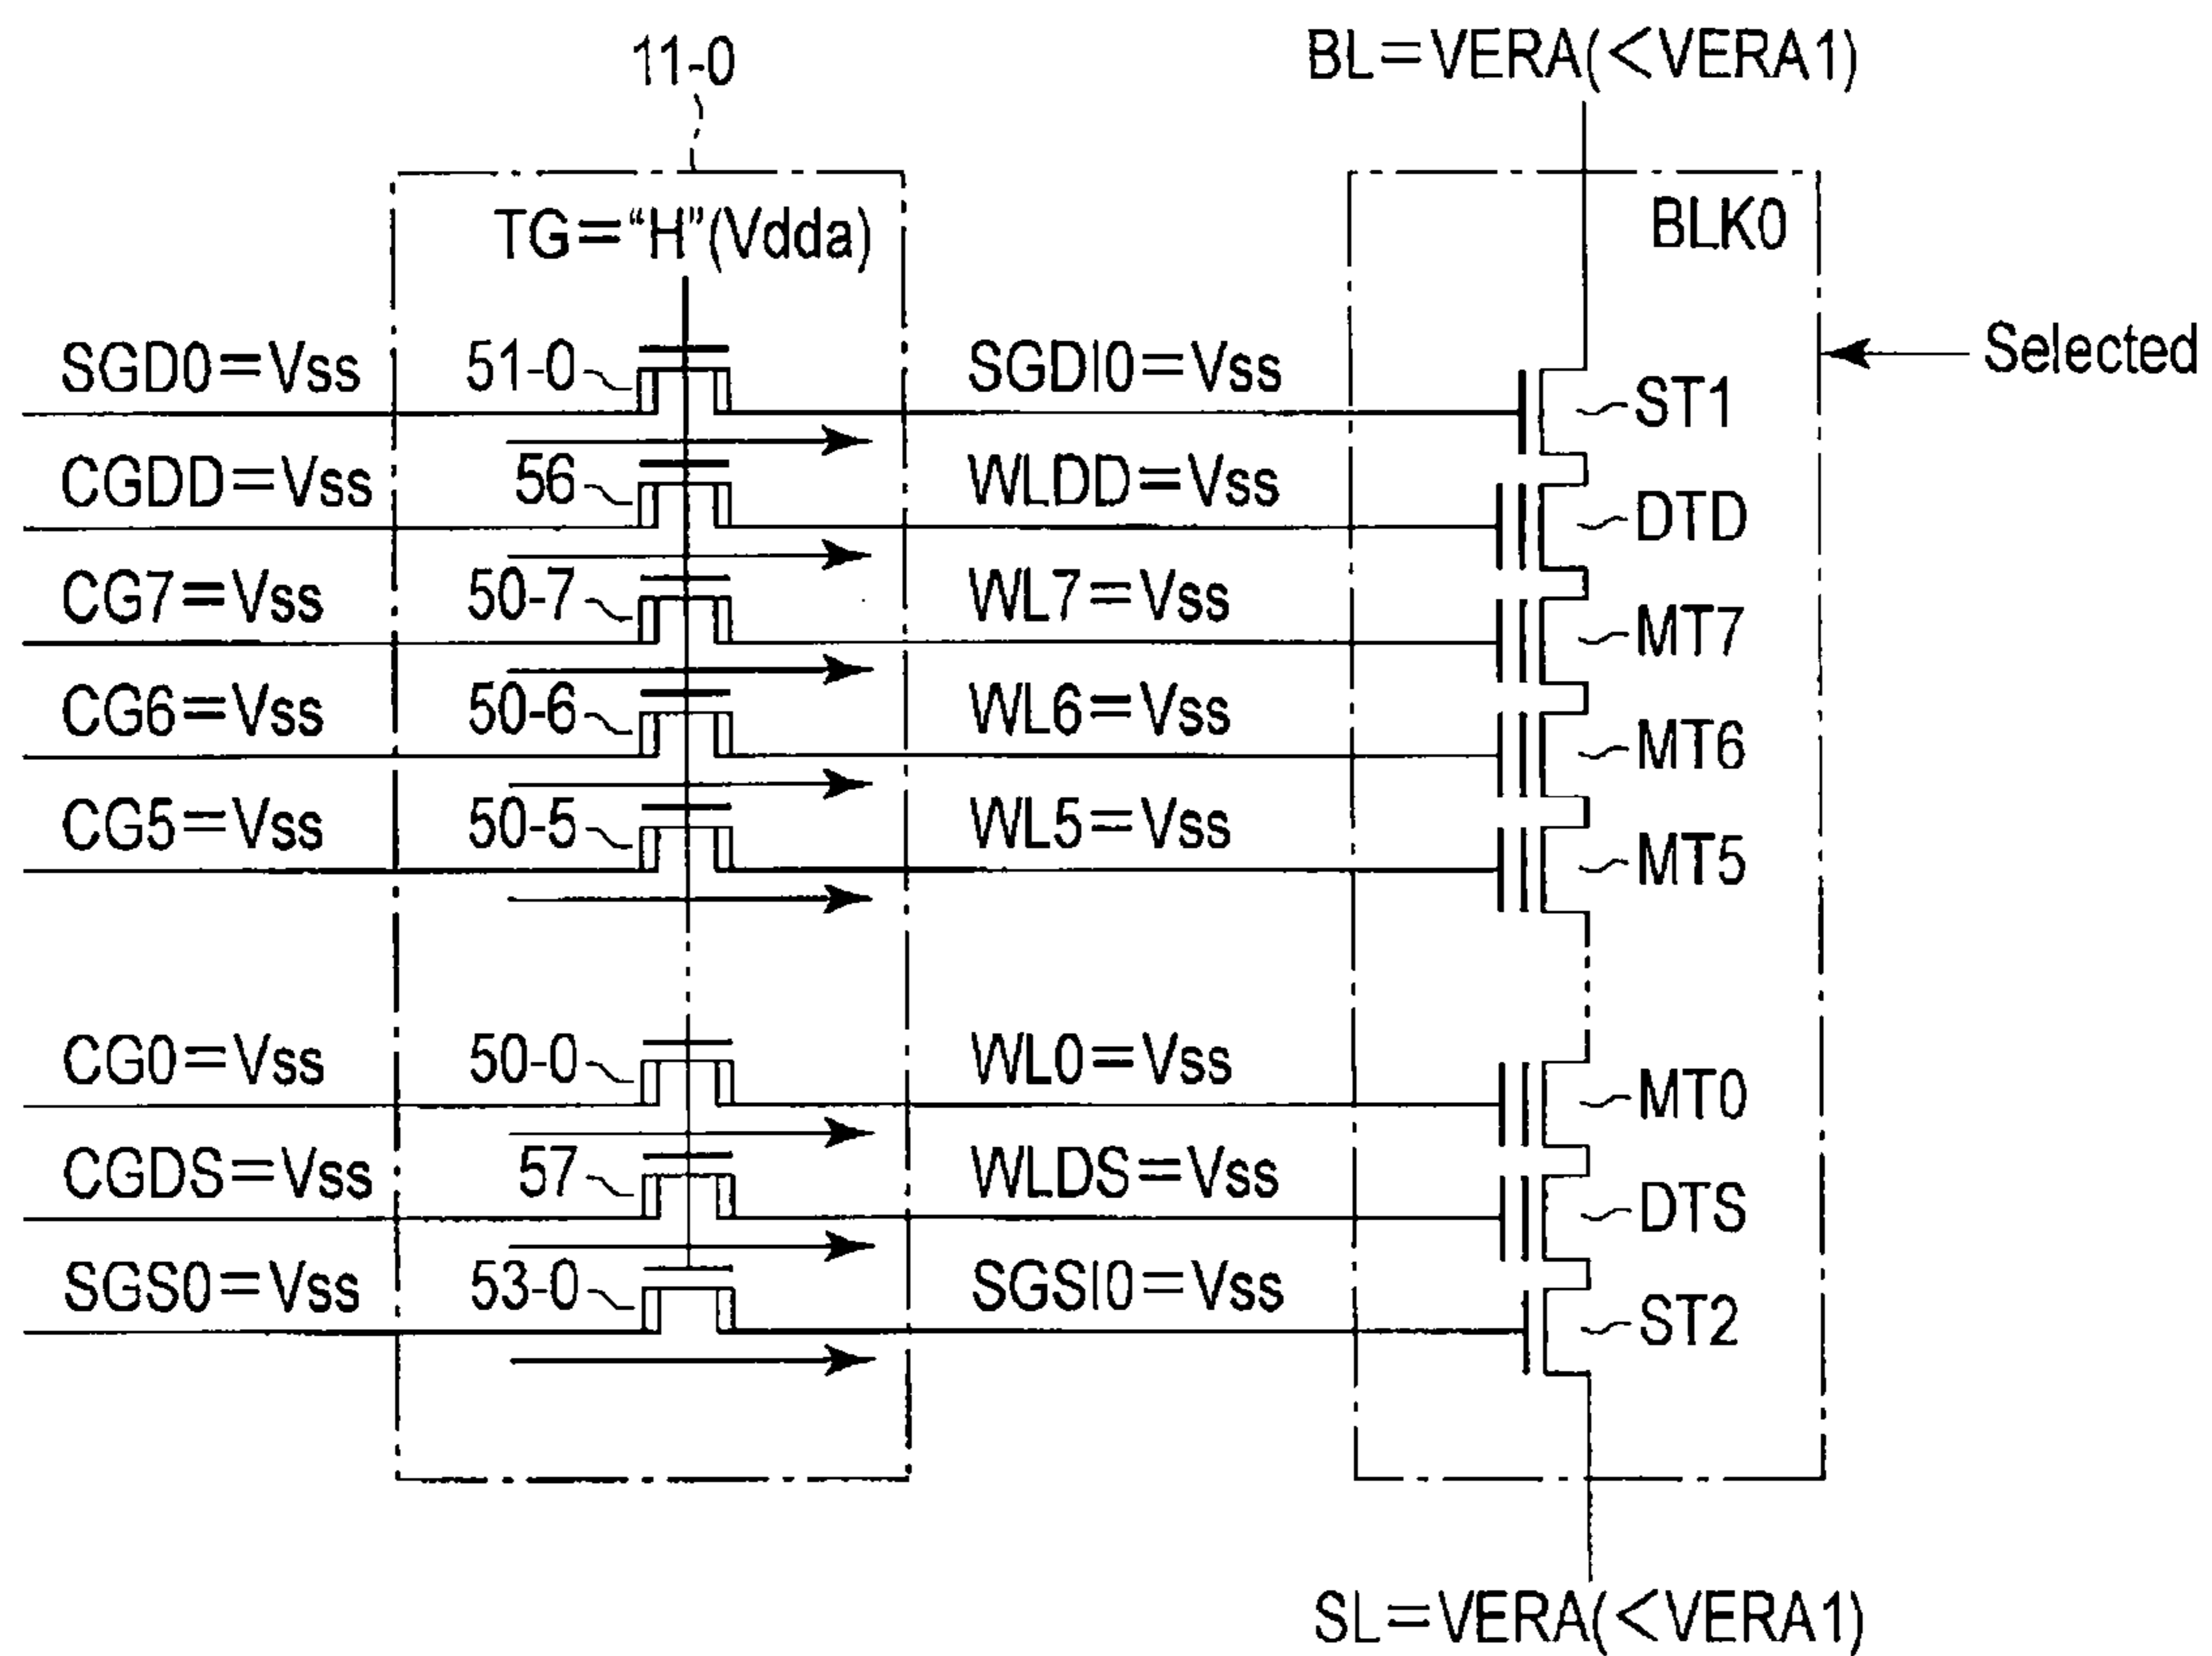 11-0
BL=VERA(<VERA1)
TG="H"(Vdda)
BLK0
SGD0=Vss 51-0 SGDI0=Vss ST1 Selected
CGDD=Vss 56 WLDD=Vss DTD
CG7=Vss 50-7 WL7=Vss MT7
CG6=Vss 50-6 WL6=Vss MT6
CG5=Vss 50-5 WL5=Vss MT5
CG0=Vss 50-0 WL0=Vss MT0
CGDS=Vss 57 WLDS=Vss DTS
SGS0=Vss 53-0 SGSI0=Vss ST2
SL=VERA(<VERA1)